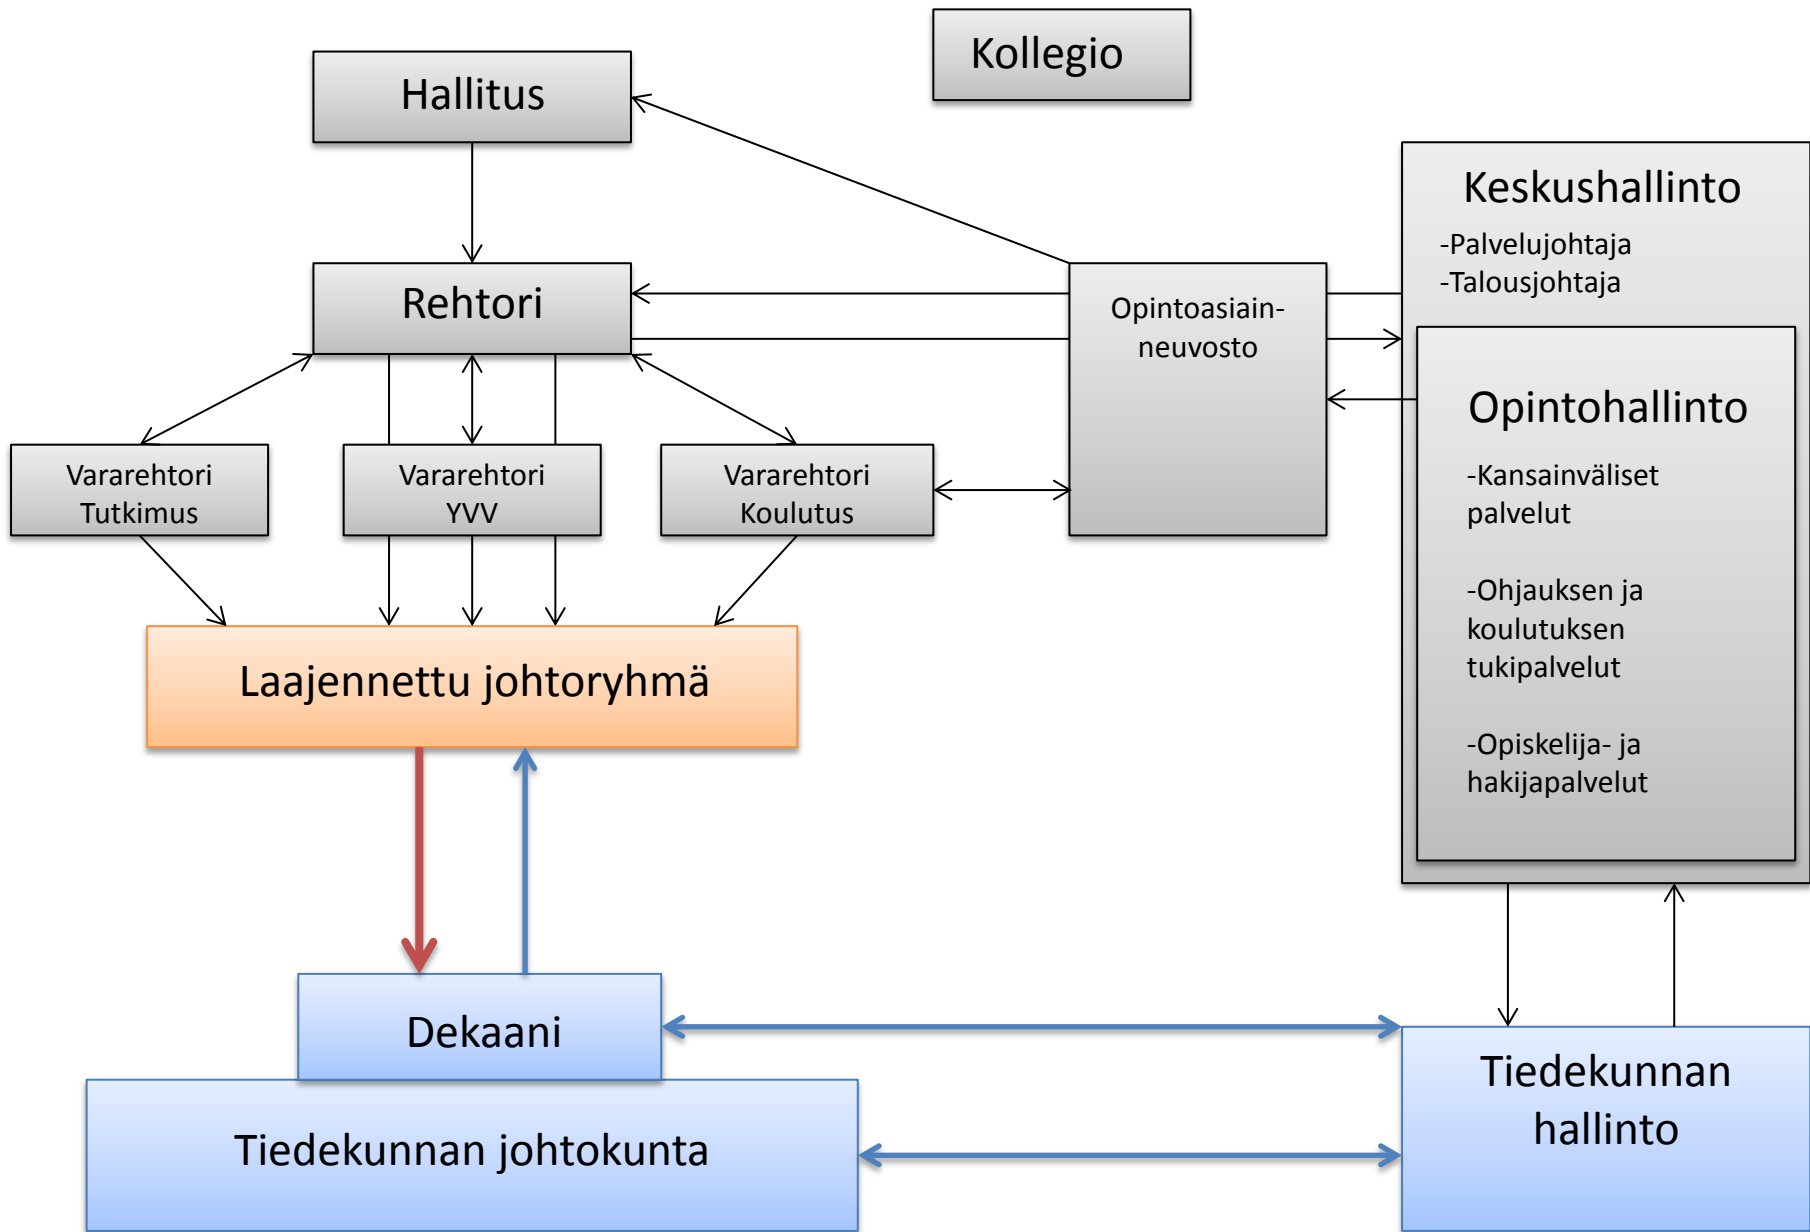 Kollegio
Hallitus
Keskushallinto
-Palvelujohtaja
-Talousjohtaja
Rehtori
Opintoasiain-
neuvosto
Opintohallinto
-Kansainväliset
palvelut
-Ohjauksen ja
koulutuksen
tukipalvelut
-Opiskelija- ja
hakijapalvelut
Vararehtori
Tutkimus
Vararehtori
YVV
Vararehtori
Koulutus
Laajennettu johtoryhmä
Dekaani
Tiedekunnan johtokunta
Tiedekunnan
hallinto